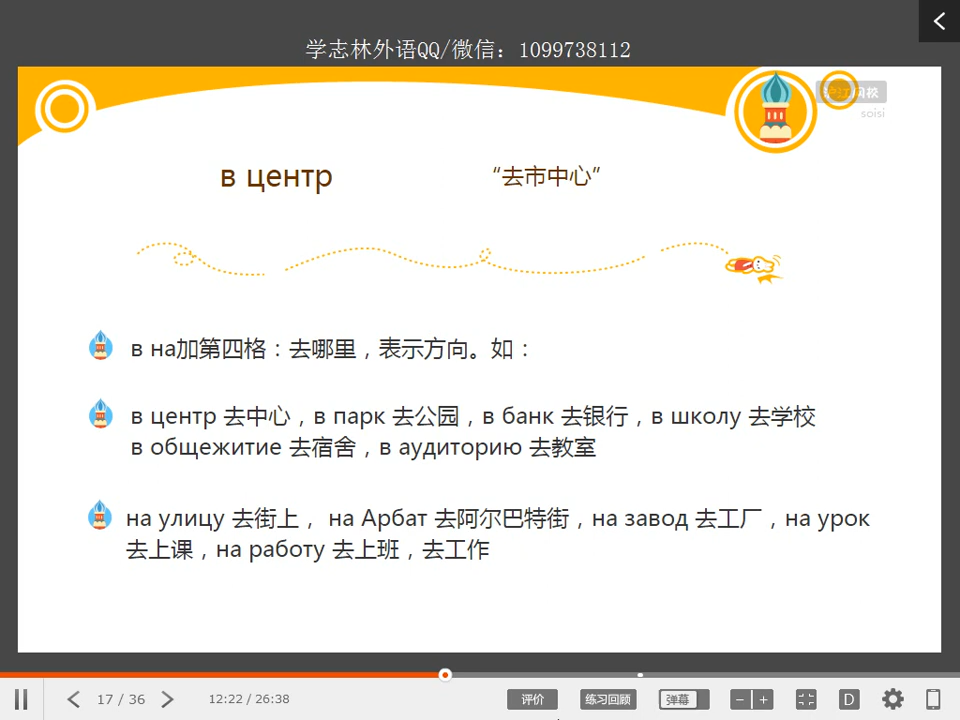 学志林外语QQ/微信：1099738112
沪江网校
soisi
в центр
“去市中心”
в на加第四格：去哪里，表示方向。如：
в центр 去中心，в парк 去公园，в банк 去银行，в школу 去学校
в общежитие 去宿舍，в аудиторию 去教室
на улицу 去街上， на Арбат 去阿尔巴特街，на завод 去工厂，на урок
去上课，на работу 去上班，去工作
17 / 36
12:22 / 26:38
评价
练习回顾
弹幕
D